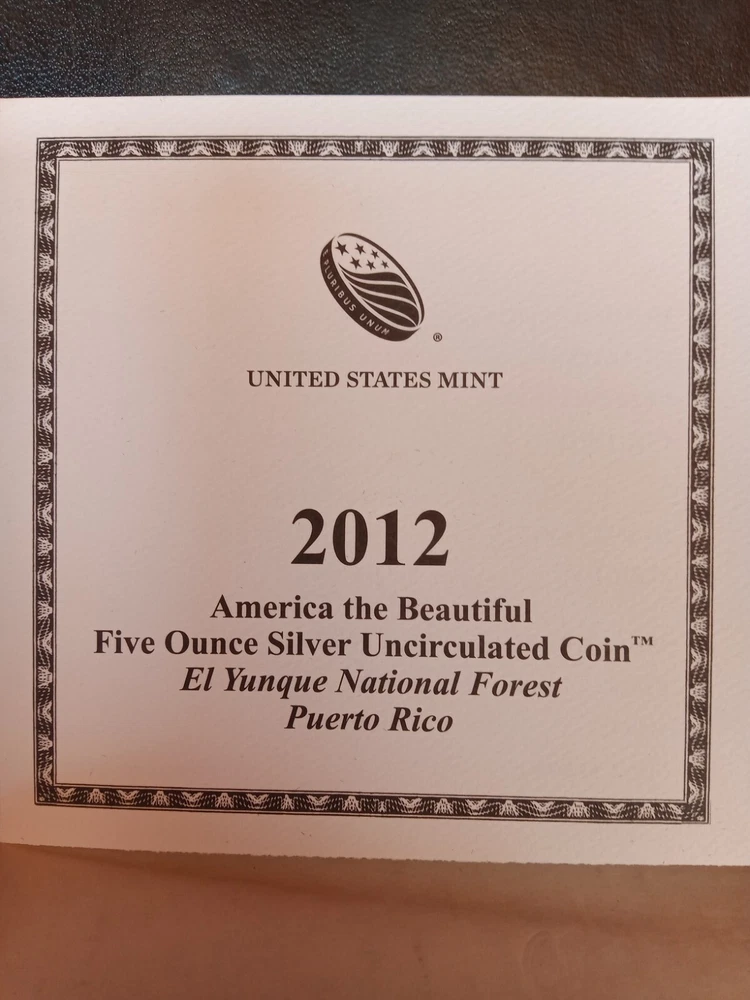 E PLURIBUS UNUM
®
UNITED STATES MINT
2012
America the Beautiful
Five Ounce Silver Uncirculated Coin™
El Yunque National Forest
Puerto Rico